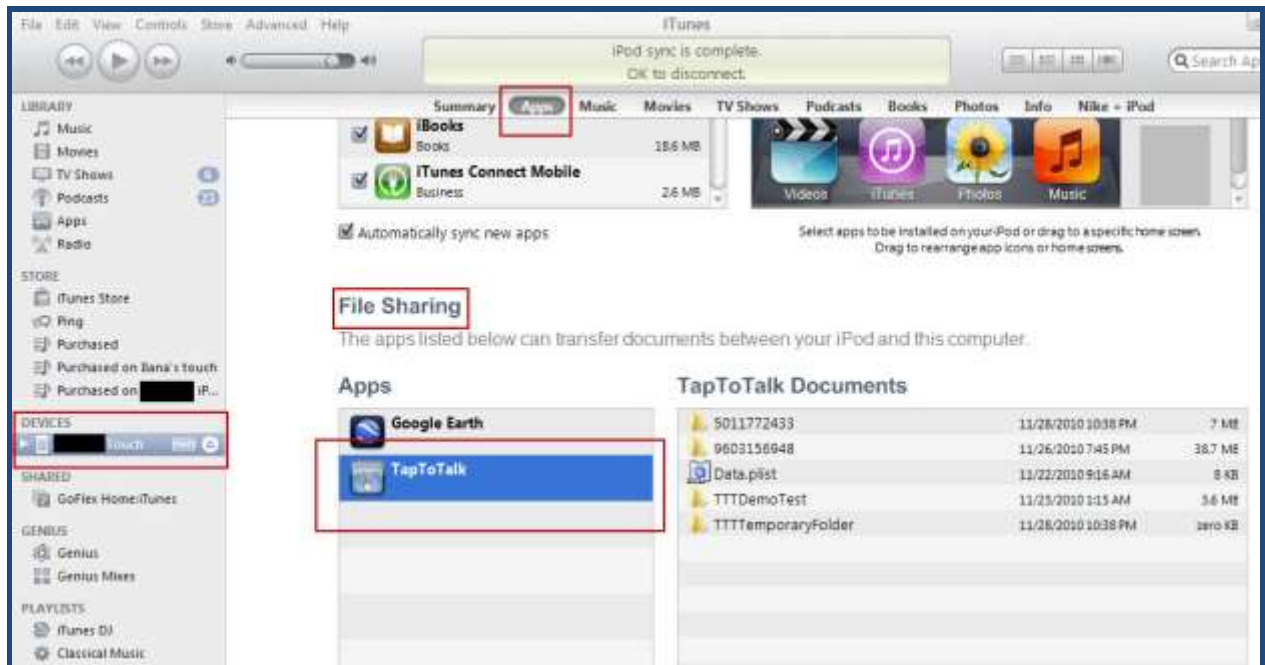 File Edit View Controls Store Advanced Help
iTunes
iPod sync is complete.
OK to disconnect.
Search Ap
LIBRARY
Music
Movies
TV Shows
Podcasts
Apps
Radio
STORE
iTunes Store
Ping
Purchased
Purchased on Ilana's touch
Purchased on iP...
DEVICES
Touch
SHARED
GoFlex Home iTunes
GENIUS
Genius
Genius Mixes
PLAYLISTS
iTunes DJ
Classical Music
Summary Apps Music Movies TV Shows Podcasts Books Photos Info Nike + iPod
iBooks
Books 18.6 MB
iTunes Connect Mobile
Business 2.6 MB
Automatically sync new apps
Videos iTunes Photos Music
Select apps to be installed on your iPod or drag to a specific home screen.
Drag to rearrange app icons or home screens.
File Sharing
The apps listed below can transfer documents between your iPod and this computer.
Apps
Google Earth
TapToTalk
TapToTalk Documents
5011772433 11/28/2010 10:38 PM 7 MB
9603156948 11/26/2010 7:45 PM 38.7 MB
Data.plist 11/22/2010 9:16 AM 8 KB
TTTDemoTest 11/23/2010 1:15 AM 3.6 MB
TTTTemporaryFolder 11/28/2010 10:38 PM zero KB